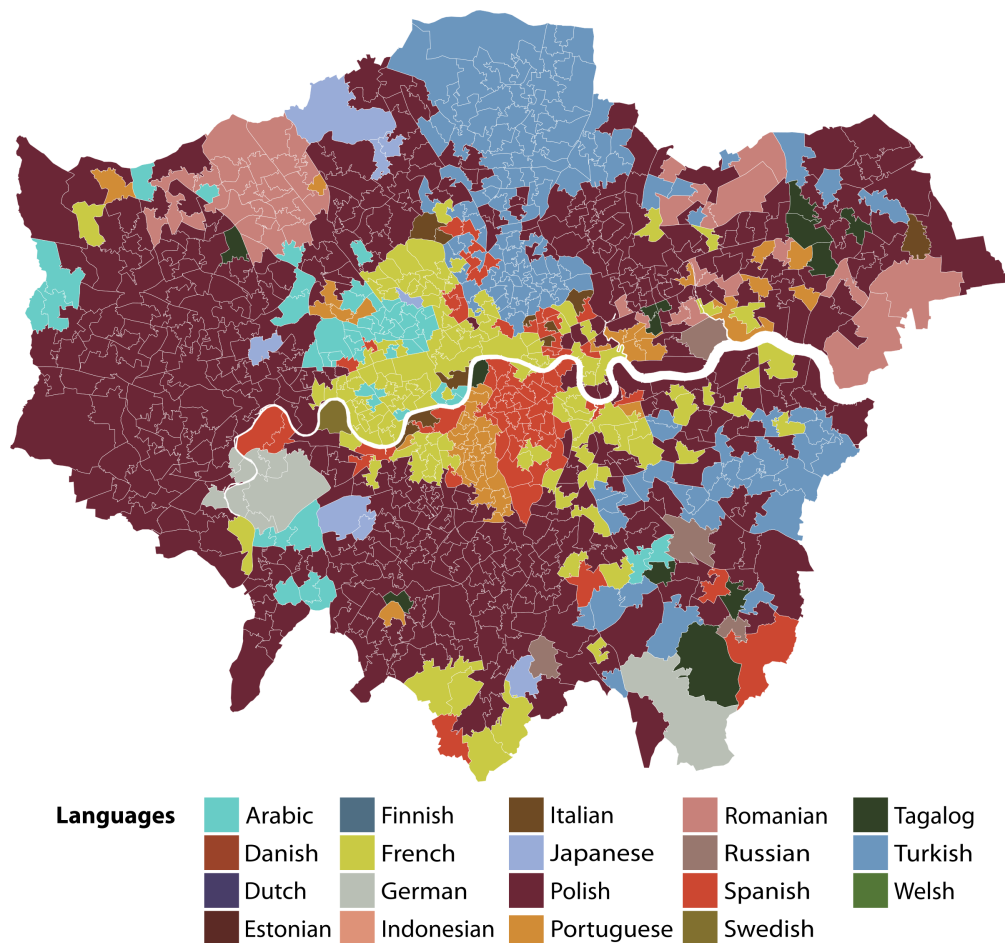 Languages
Arabic
Finnish
Italian
Romanian
Tagalog
Danish
French
Japanese
Russian
Turkish
Dutch
German
Polish
Spanish
Welsh
Estonian
Indonesian
Portuguese
Swedish